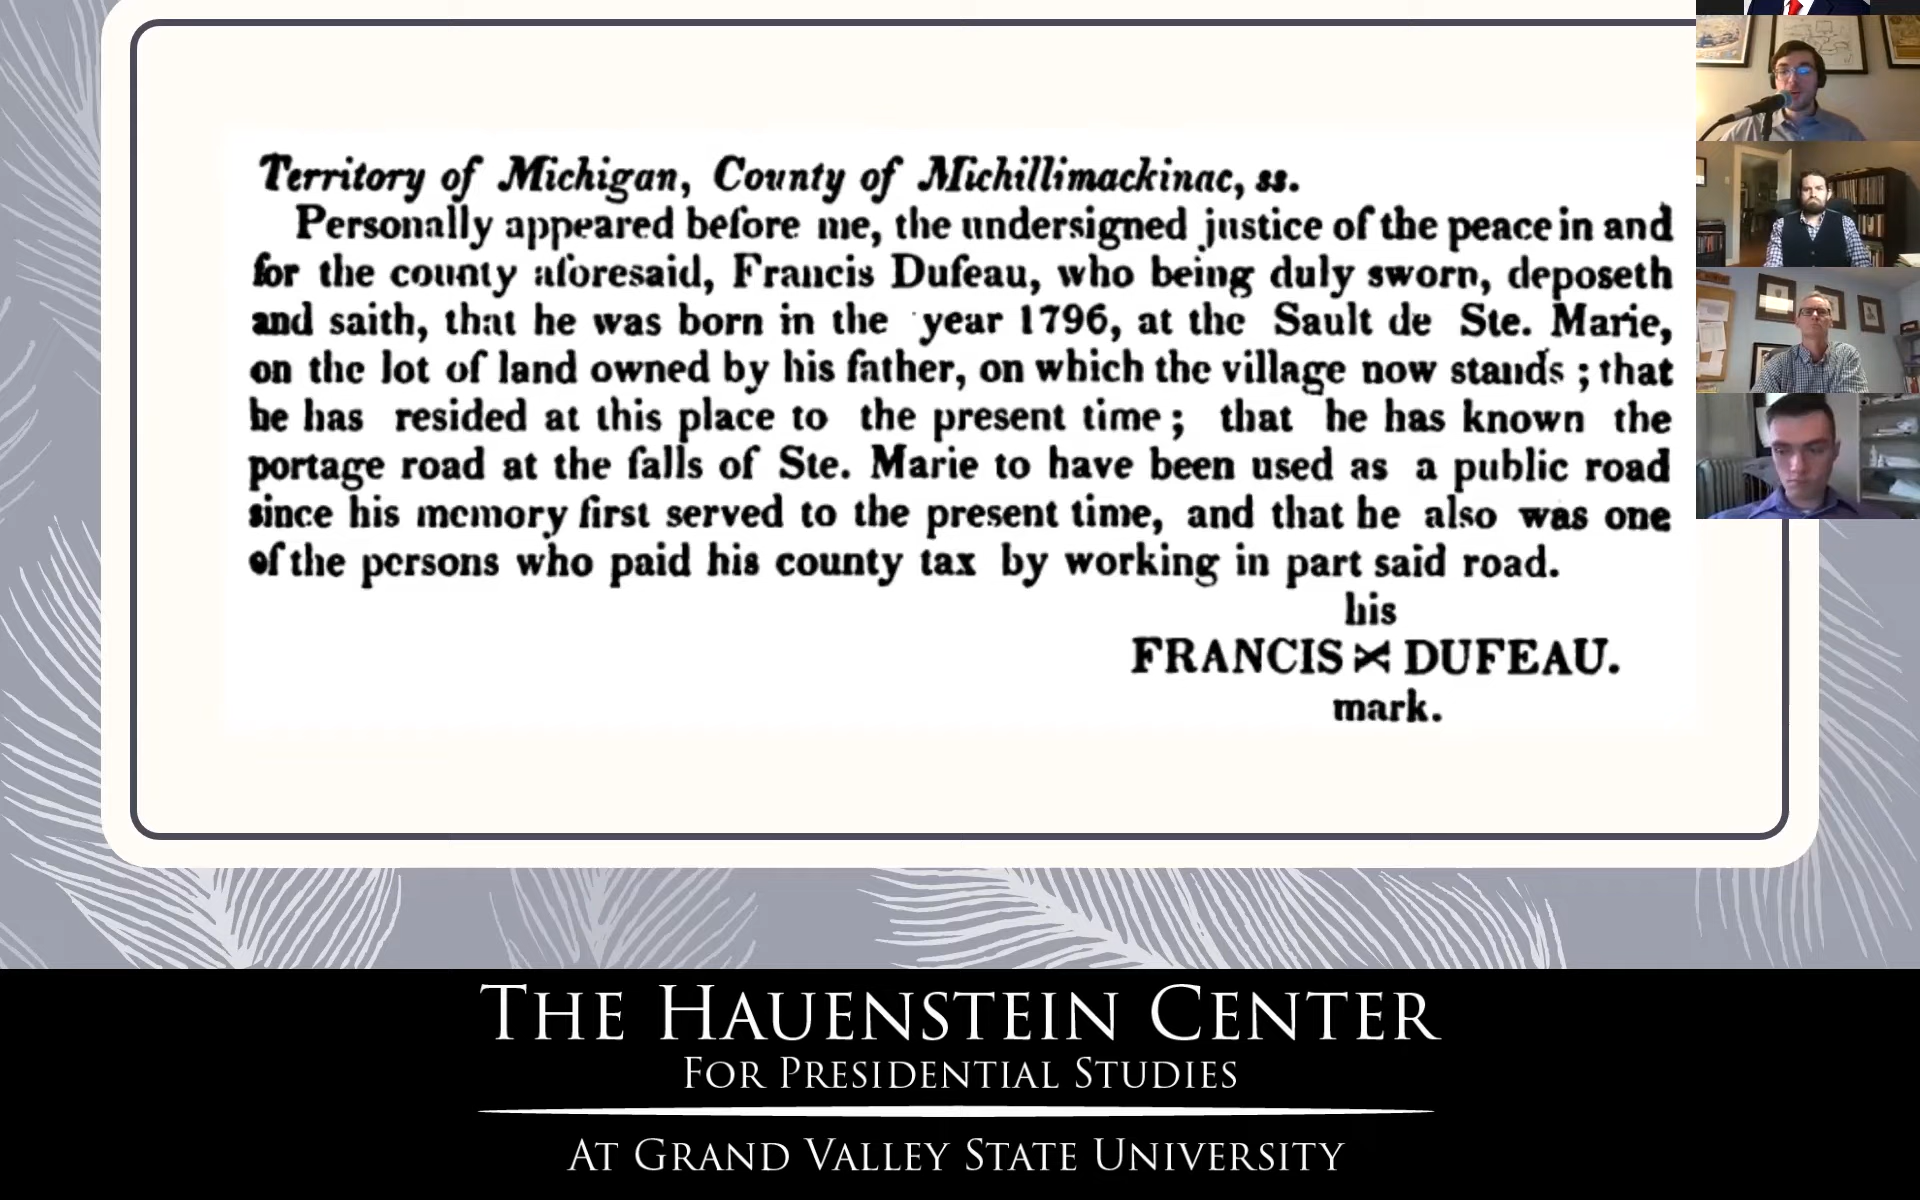 Territory of Michigan, County of Michillimackinac, ss.
Personally appeared before me, the undersigned justice of the peace in and
for the county aforesaid, Francis Dufeau, who being duly sworn, deposeth
and saith, that he was born in the year 1796, at the Sault de Ste. Marie,
on the lot of land owned by his father, on which the village now stands; that
he has resided at this place to the present time; that he has known the
portage road at the falls of Ste. Marie to have been used as a public road
since his memory first served to the present time, and that he also was one
of the persons who paid his county tax by working in part said road.
his
FRANCIS × DUFEAU.
mark.
THE HAUENSTEIN CENTER
FOR PRESIDENTIAL STUDIES
AT GRAND VALLEY STATE UNIVERSITY